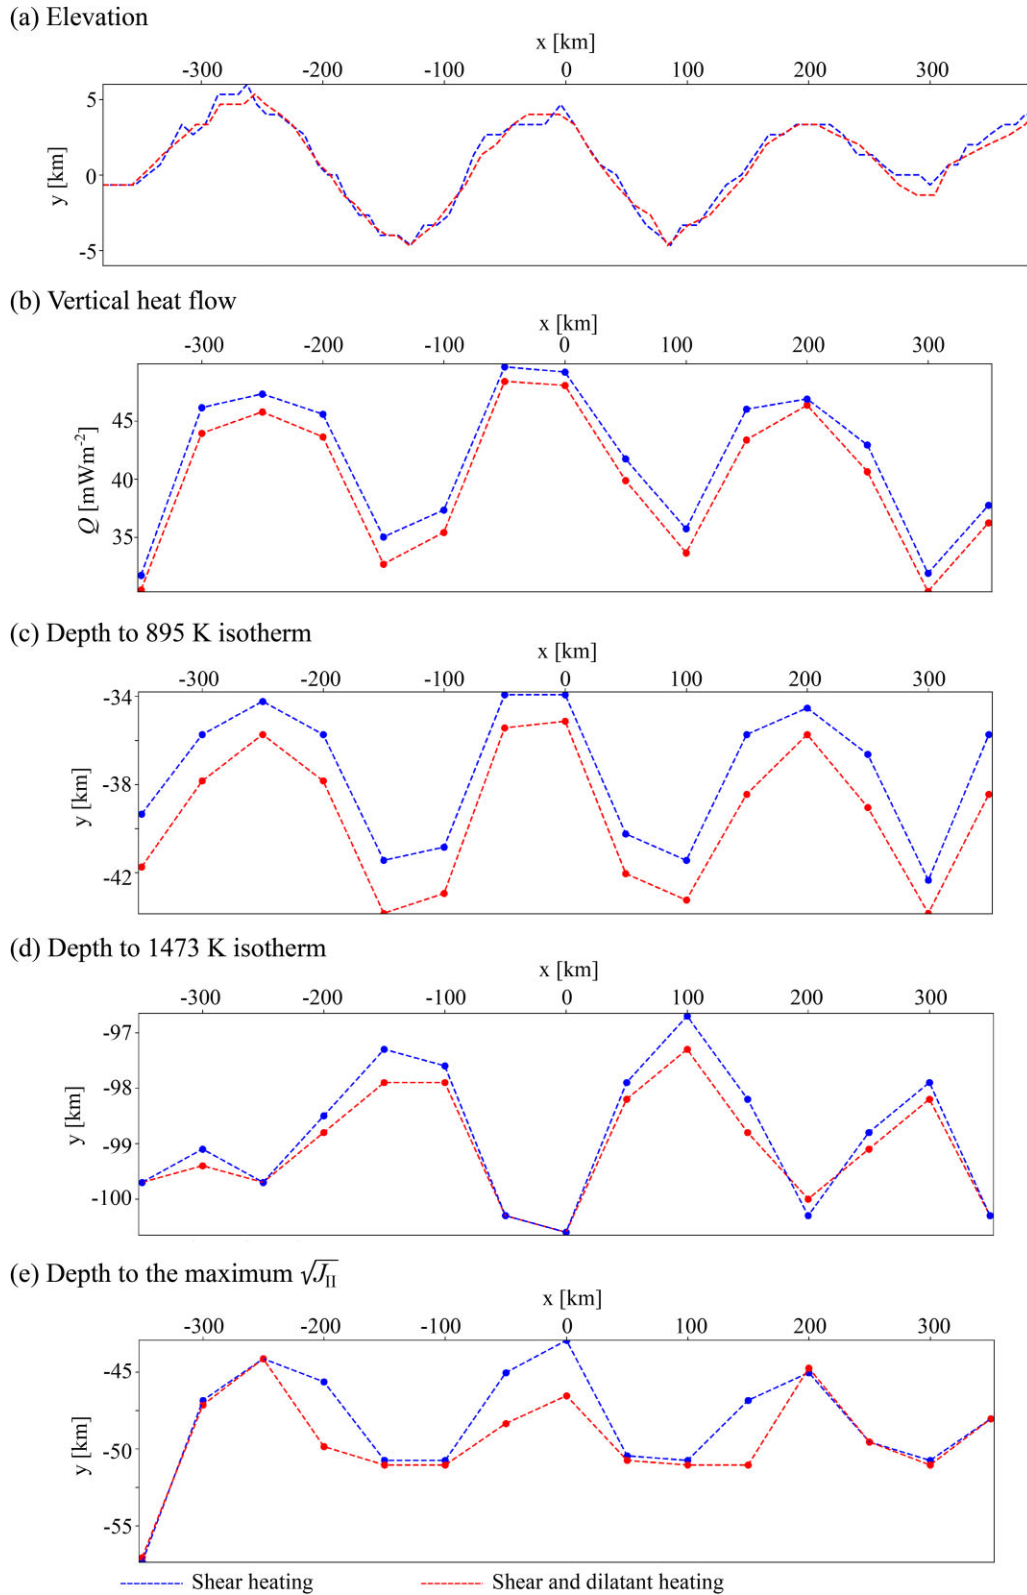 (a) Elevation
x [km]
-300 -200 -100 0 100 200 300
5
0
-5
y [km]
(b) Vertical heat flow
x [km]
-300 -200 -100 0 100 200 300
45
40
35
Q [mWm⁻²]
(c) Depth to 895 K isotherm
x [km]
-300 -200 -100 0 100 200 300
-34
-38
-42
y [km]
(d) Depth to 1473 K isotherm
x [km]
-300 -200 -100 0 100 200 300
-97
-98
-99
-100
y [km]
(e) Depth to the maximum √J_II
x [km]
-300 -200 -100 0 100 200 300
-45
-50
-55
y [km]
Shear heating Shear and dilatant heating